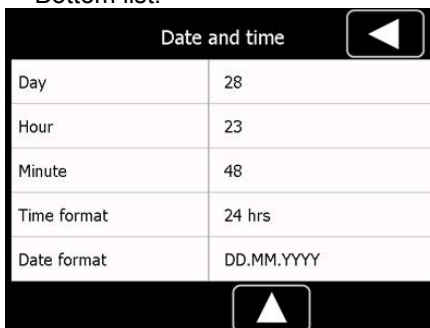 Bottom list:
Date and time
Day 28
Hour 23
Minute 48
Time format 24 hrs
Date format DD.MM.YYYY